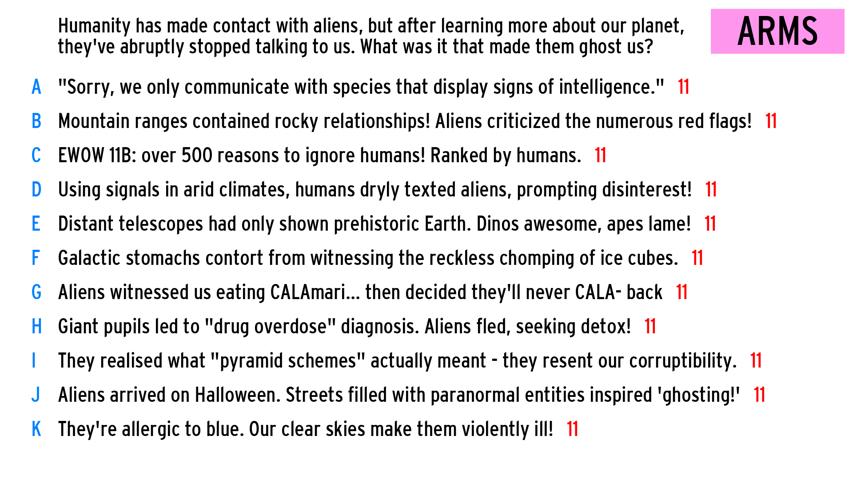 Humanity has made contact with aliens, but after learning more about our planet,
they've abruptly stopped talking to us. What was it that made them ghost us?
ARMS
A "Sorry, we only communicate with species that display signs of intelligence." 11
B Mountain ranges contained rocky relationships! Aliens criticized the numerous red flags! 11
C EWOW 11B: over 500 reasons to ignore humans! Ranked by humans. 11
D Using signals in arid climates, humans dryly texted aliens, prompting disinterest! 11
E Distant telescopes had only shown prehistoric Earth. Dinos awesome, apes lame! 11
F Galactic stomachs contort from witnessing the reckless chomping of ice cubes. 11
G Aliens witnessed us eating CALAmari... then decided they'll never CALA- back 11
H Giant pupils led to "drug overdose" diagnosis. Aliens fled, seeking detox! 11
I They realised what "pyramid schemes" actually meant - they resent our corruptibility. 11
J Aliens arrived on Halloween. Streets filled with paranormal entities inspired 'ghosting!' 11
K They're allergic to blue. Our clear skies make them violently ill! 11